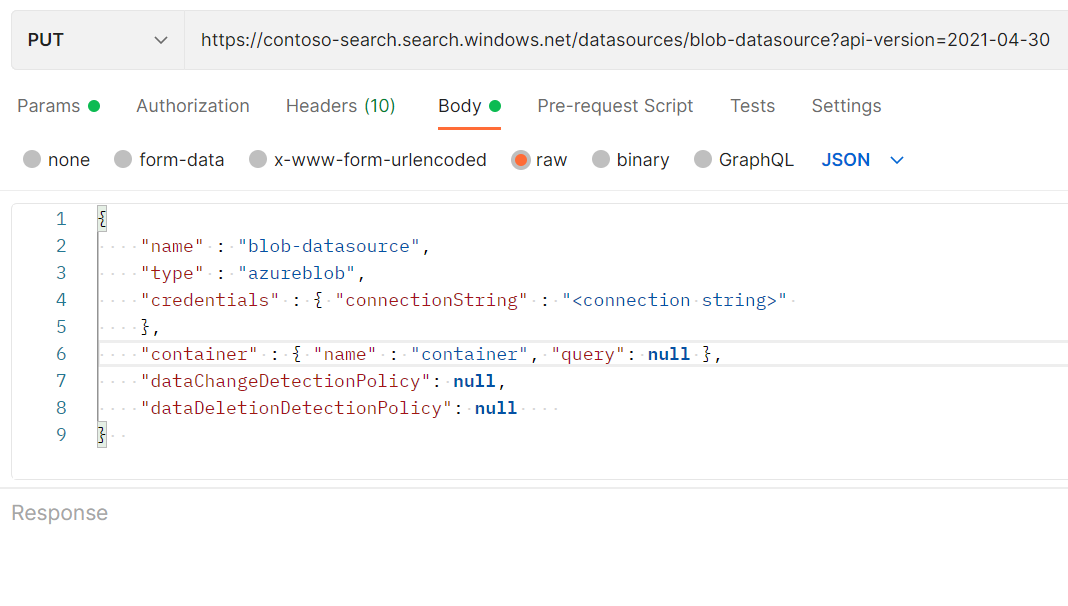 PUT https://contoso-search.search.windows.net/datasources/blob-datasource?api-version=2021-04-30
Params Authorization Headers (10) Body Pre-request Script Tests Settings
none form-data x-www-form-urlencoded raw binary GraphQL JSON
1 {
2 "name" : "blob-datasource",
3 "type" : "azureblob",
4 "credentials" : { "connectionString" : "<connection string>"
5 },
6 "container" : { "name" : "container", "query": null },
7 "dataChangeDetectionPolicy": null,
8 "dataDeletionDetectionPolicy": null
9 }
Response